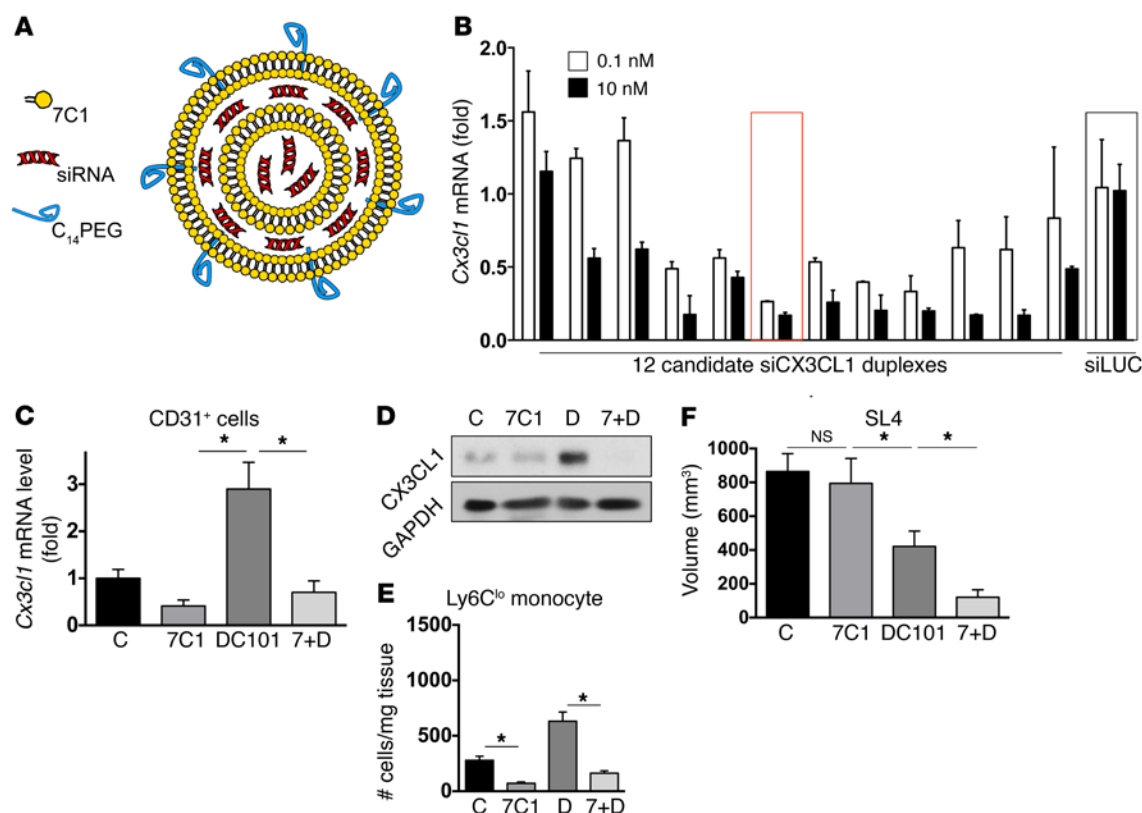 A
7C1
siRNA
C₁₄PEG
B
Cx3cl1 mRNA (fold)
2.0
1.5
1.0
0.5
0.0
0.1 nM
10 nM
12 candidate siCX3CL1 duplexes
siLUC
C
CD31⁺ cells
Cx3cl1 mRNA level
(fold)
3
2
1
0
* *
C 7C1 DC101 7+D
D
C 7C1 D 7+D
CX3CL1
GAPDH
E
Ly6Cˡᵒ monocyte
# cells/mg tissue
1500
1000
500
0
* *
C 7C1 D 7+D
F
SL4
Volume (mm³)
1000
800
600
400
200
0
NS * *
C 7C1 DC101 7+D